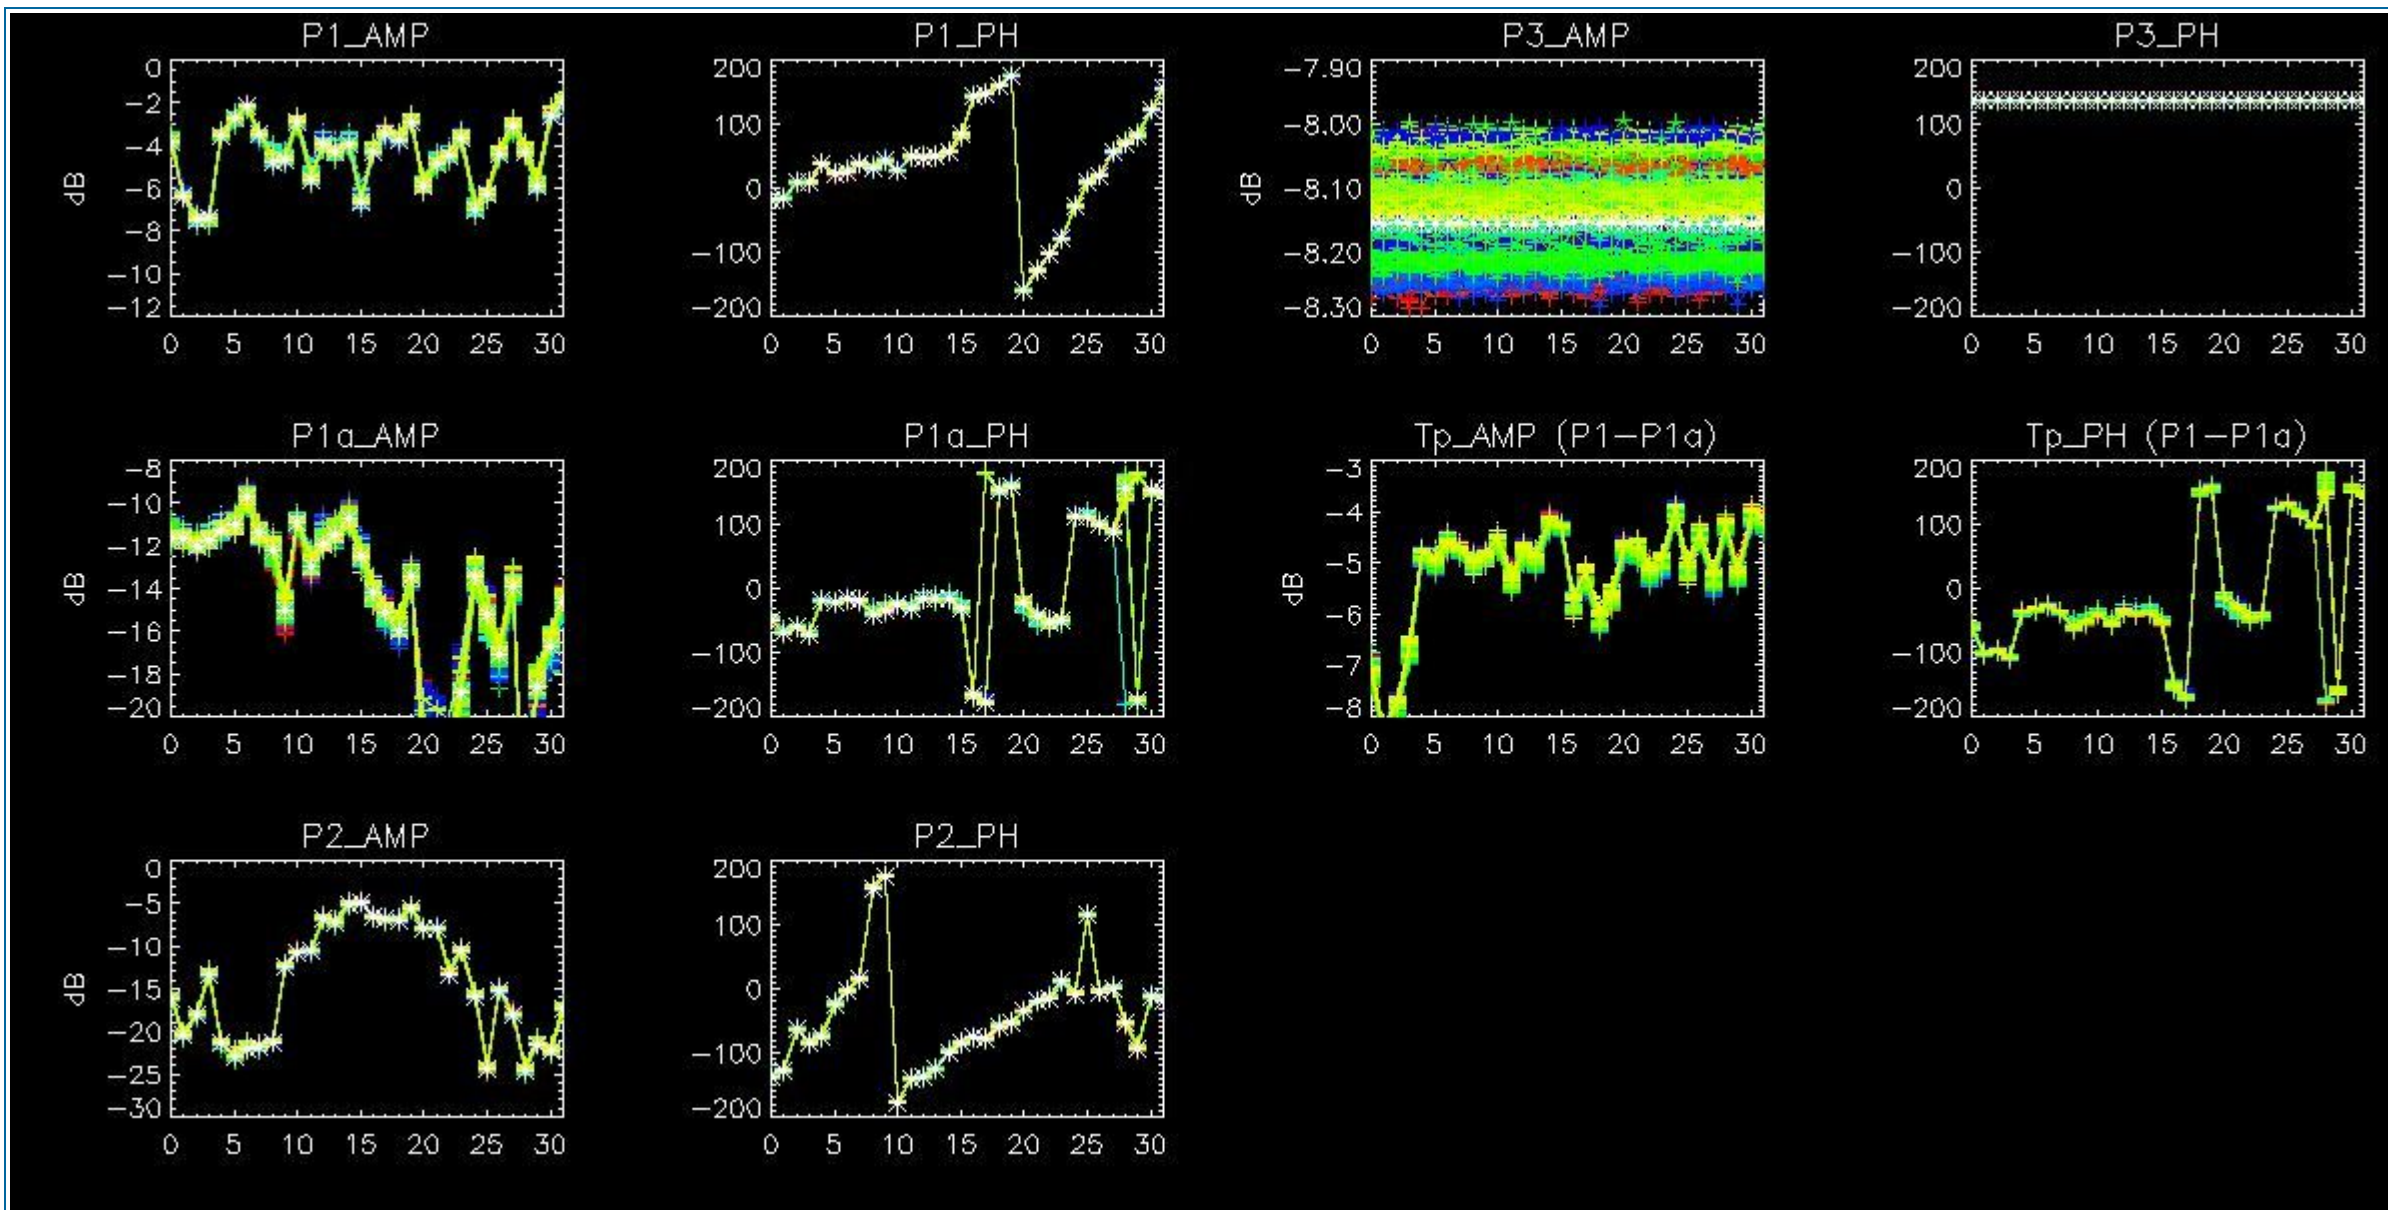 P1_AMP P1_PH P3_AMP P3_PH
0 200 −7.90 200
−2 100 −8.00 100
−4 0 −8.10 0
−6 −100 −8.20 −100
−8 −200 −8.30 −200
−10
−12
dB dB
0 5 10 15 20 25 30 0 5 10 15 20 25 30 0 5 10 15 20 25 30 0 5 10 15 20 25 30
P1a_AMP P1a_PH Tp_AMP (P1−P1a) Tp_PH (P1−P1a)
−8 200 −3 200
−10 100 −4 100
−12 0 −5 0
−14 −100 −6 −100
−16 −200 −7 −200
−18 −8
−20
dB dB
0 5 10 15 20 25 30 0 5 10 15 20 25 30 0 5 10 15 20 25 30 0 5 10 15 20 25 30
P2_AMP P2_PH
0 200
−5 100
−10 0
−15 −100
−20 −200
−25
−30
dB
0 5 10 15 20 25 30 0 5 10 15 20 25 30